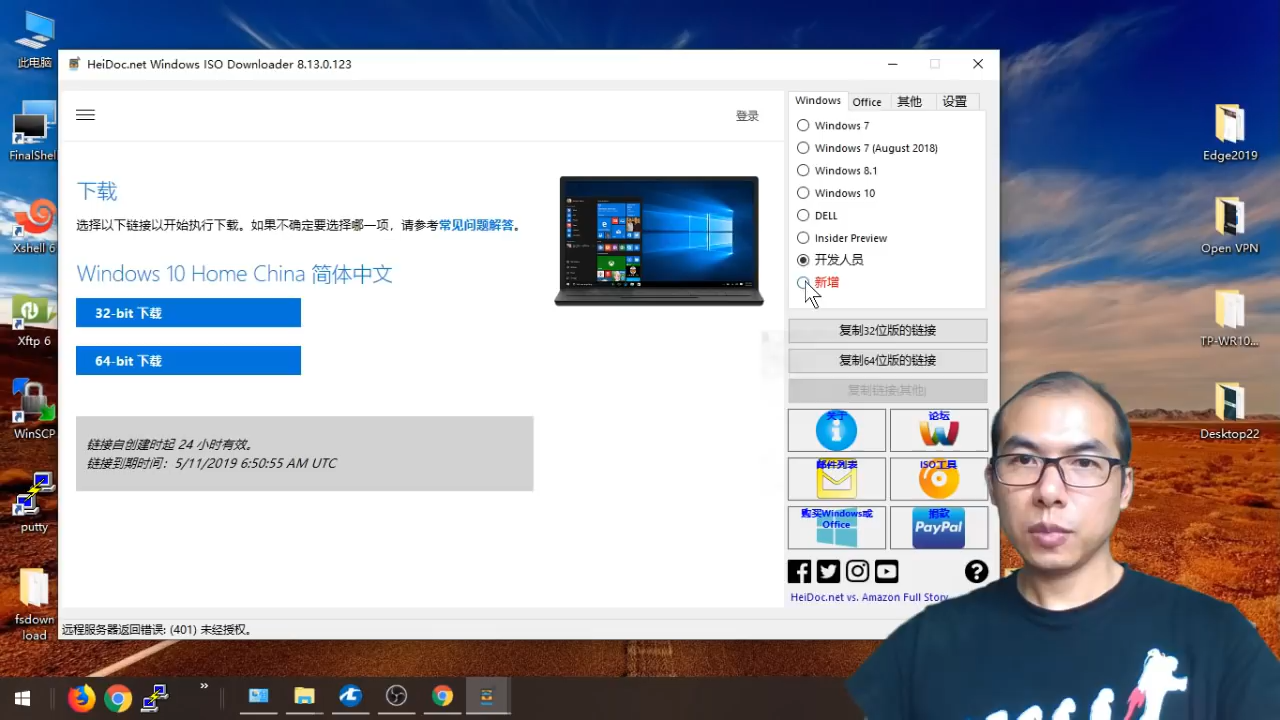 此电脑
FinalShell
Xshell 6
Xftp 6
WinSCP
putty
fsdown
load
HeiDoc.net Windows ISO Downloader 8.13.0.123
登录
下载
选择以下链接以开始执行下载。如果不确定要选择哪一项，请参考常见问题解答。
Windows 10 Home China 简体中文
32-bit 下载
64-bit 下载
链接自创建时起 24 小时有效。
链接到期时间：5/11/2019 6:50:55 AM UTC
远程服务器返回错误: (401) 未经授权。
Windows
Office
其他
设置
Windows 7
Windows 7 (August 2018)
Windows 8.1
Windows 10
DELL
Insider Preview
开发人员
新增
复制32位版的链接
复制64位版的链接
复制链接(其他)
关于
论坛
邮件列表
ISO工具
购买Windows或
Office
捐款
PayPal
HeiDoc.net vs. Amazon Full Story
Edge2019
Open VPN
TP-WR10...
Desktop22